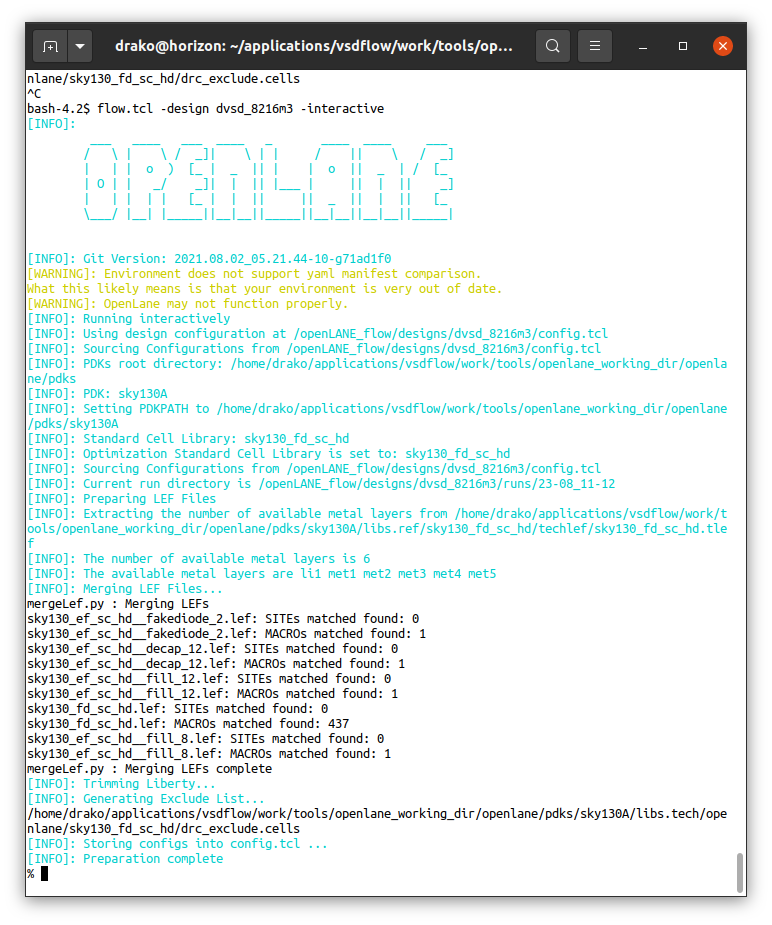 drako@horizon: ~/applications/vsdflow/work/tools/op...
nlane/sky130_fd_sc_hd/drc_exclude.cells
^C
bash-4.2$ flow.tcl -design dvsd_8216m3 -interactive
[INFO]:
OPENLANE
[INFO]: Git Version: 2021.08.02_05.21.44-10-g71ad1f0
[WARNING]: Environment does not support yaml manifest comparison.
What this likely means is that your environment is very out of date.
[WARNING]: OpenLane may not function properly.
[INFO]: Running interactively
[INFO]: Using design configuration at /openLANE_flow/designs/dvsd_8216m3/config.tcl
[INFO]: Sourcing Configurations from /openLANE_flow/designs/dvsd_8216m3/config.tcl
[INFO]: PDKs root directory: /home/drako/applications/vsdflow/work/tools/openlane_working_dir/openla
ne/pdks
[INFO]: PDK: sky130A
[INFO]: Setting PDKPATH to /home/drako/applications/vsdflow/work/tools/openlane_working_dir/openlane
/pdks/sky130A
[INFO]: Standard Cell Library: sky130_fd_sc_hd
[INFO]: Optimization Standard Cell Library is set to: sky130_fd_sc_hd
[INFO]: Sourcing Configurations from /openLANE_flow/designs/dvsd_8216m3/config.tcl
[INFO]: Current run directory is /openLANE_flow/designs/dvsd_8216m3/runs/23-08_11-12
[INFO]: Preparing LEF Files
[INFO]: Extracting the number of available metal layers from /home/drako/applications/vsdflow/work/t
ools/openlane_working_dir/openlane/pdks/sky130A/libs.ref/sky130_fd_sc_hd/techlef/sky130_fd_sc_hd.tle
f
[INFO]: The number of available metal layers is 6
[INFO]: The available metal layers are li1 met1 met2 met3 met4 met5
[INFO]: Merging LEF Files...
mergeLef.py : Merging LEFs
sky130_ef_sc_hd__fakediode_2.lef: SITEs matched found: 0
sky130_ef_sc_hd__fakediode_2.lef: MACROs matched found: 1
sky130_ef_sc_hd__decap_12.lef: SITEs matched found: 0
sky130_ef_sc_hd__decap_12.lef: MACROs matched found: 1
sky130_ef_sc_hd__fill_12.lef: SITEs matched found: 0
sky130_ef_sc_hd__fill_12.lef: MACROs matched found: 1
sky130_fd_sc_hd.lef: SITEs matched found: 0
sky130_fd_sc_hd.lef: MACROs matched found: 437
sky130_ef_sc_hd__fill_8.lef: SITEs matched found: 0
sky130_ef_sc_hd__fill_8.lef: MACROs matched found: 1
mergeLef.py : Merging LEFs complete
[INFO]: Trimming Liberty...
[INFO]: Generating Exclude List...
/home/drako/applications/vsdflow/work/tools/openlane_working_dir/openlane/pdks/sky130A/libs.tech/ope
nlane/sky130_fd_sc_hd/drc_exclude.cells
[INFO]: Storing configs into config.tcl ...
[INFO]: Preparation complete
%